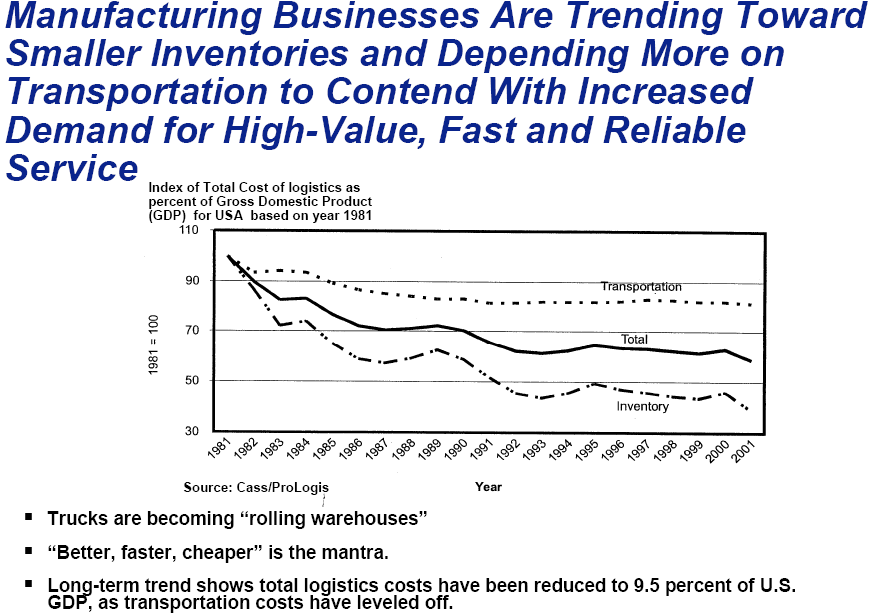 Manufacturing Businesses Are Trending Toward
Smaller Inventories and Depending More on
Transportation to Contend With Increased
Demand for High-Value, Fast and Reliable
Service
Index of Total Cost of logistics as
percent of Gross Domestic Product
(GDP) for USA based on year 1981
110
90
70
50
30
1981 = 100
Transportation
Total
Inventory
1981 1982 1983 1984 1985 1986 1987 1988 1989 1990 1991 1992 1993 1994 1995 1996 1997 1998 1999 2000 2001
Source: Cass/ProLogis
Year
▪ Trucks are becoming “rolling warehouses”
▪ “Better, faster, cheaper” is the mantra.
▪ Long-term trend shows total logistics costs have been reduced to 9.5 percent of U.S.
GDP, as transportation costs have leveled off.